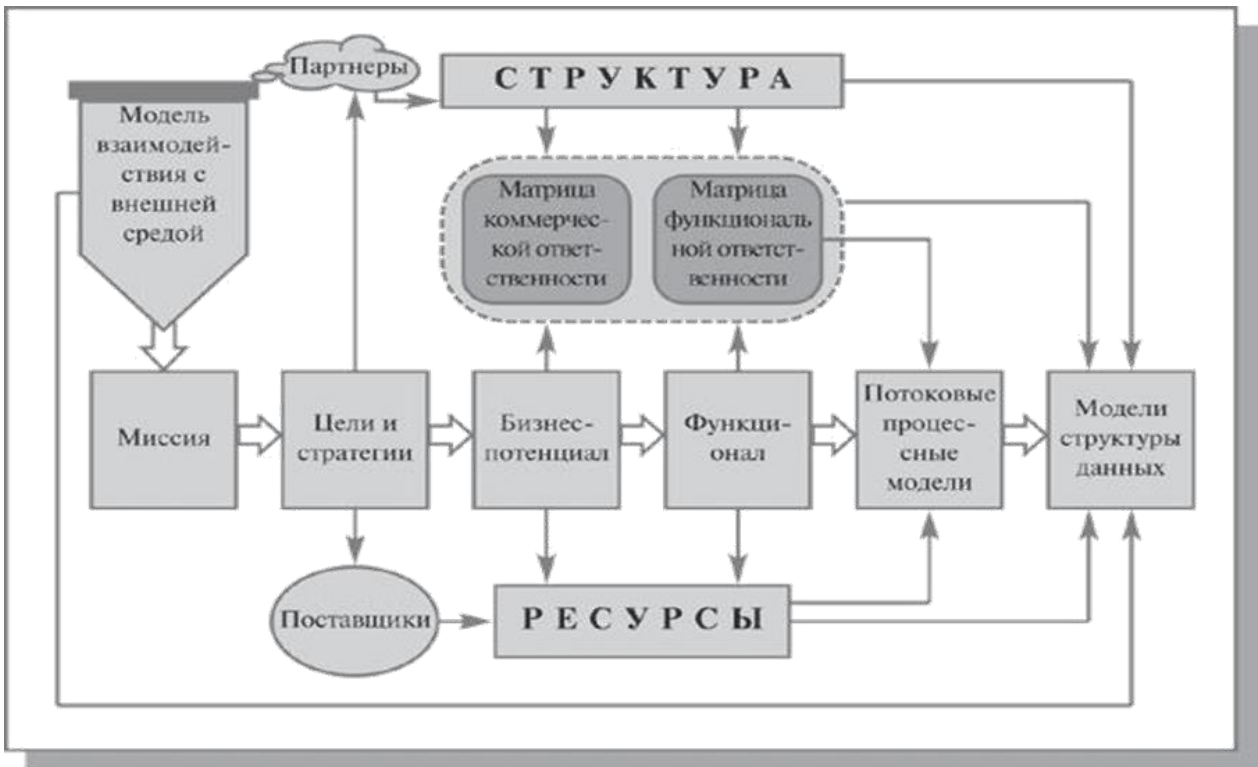 Партнеры
СТРУКТУРА
Модель
взаимодей-
ствия с
внешней
средой
Матрица
коммерчес-
кой ответ-
ственности
Матрица
функциональ
ной ответст-
венности
Миссия
Цели и
стратегии
Бизнес-
потенциал
Функци-
онал
Потоковые
процес-
сные
модели
Модели
структуры
данных
Поставщики
РЕСУРСЫ